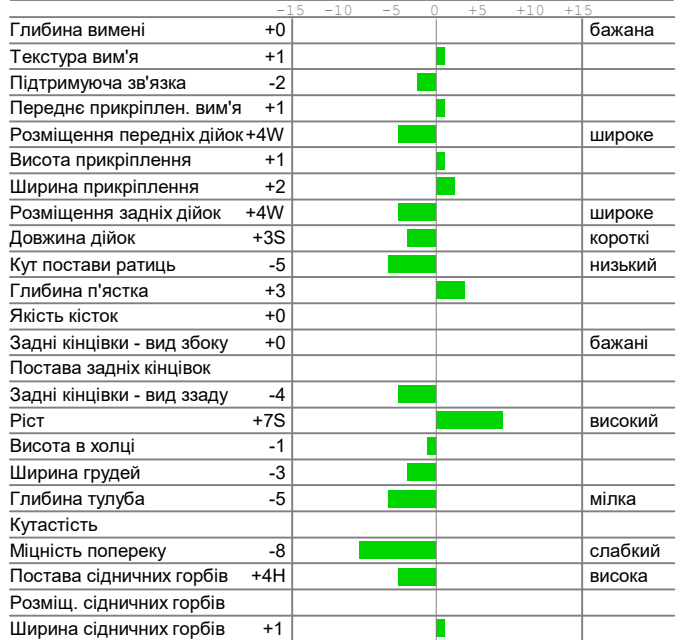 -15 -10 -5 0 +5 +10 +15
Глибина вимені +0 бажана
Текстура вим'я +1
Підтримуюча зв'язка -2
Переднє прикріплен. вим'я +1
Розміщення передніх дійок +4W широке
Висота прикріплення +1
Ширина прикріплення +2
Розміщення задніх дійок +4W широке
Довжина дійок +3S короткі
Кут постави ратиць -5 низький
Глибина п'ястка +3
Якість кісток +0
Задні кінцівки - вид збоку +0 бажані
Постава задніх кінцівок
Задні кінцівки - вид ззаду -4
Ріст +7S високий
Висота в холці -1
Ширина грудей -3
Глибина тулуба -5 мілка
Кутастість
Міцність попереку -8 слабкий
Постава сідничних горбів +4H висока
Розміщ. сідничних горбів
Ширина сідничних горбів +1